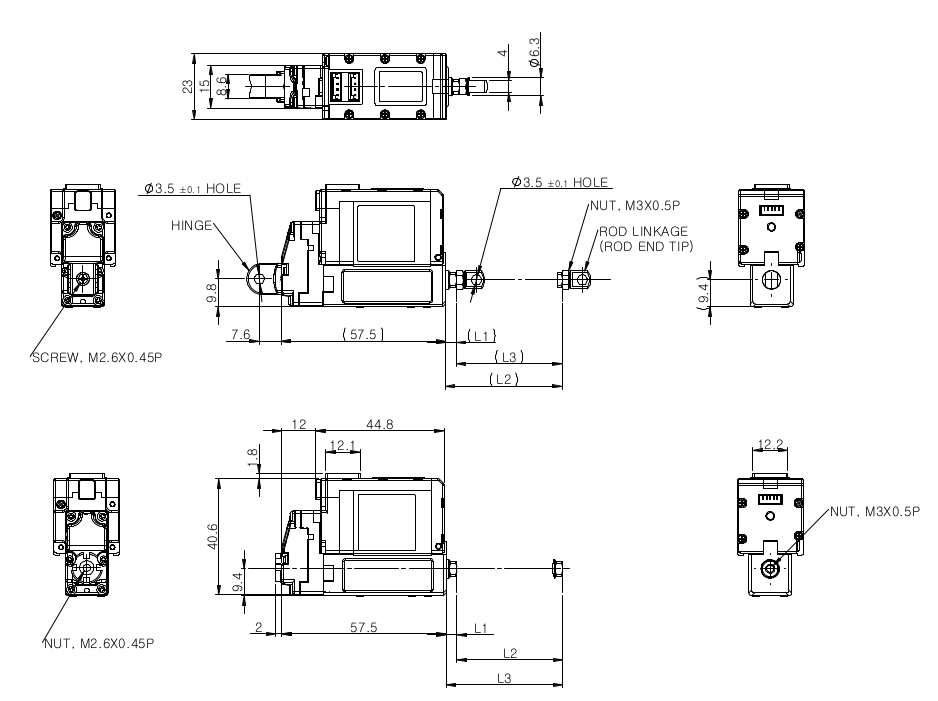 23
15
8.6
4
Ø6.3
Ø3.5 ±0.1 HOLE
HINGE
9.8
7.6
(57.5)
(L1)
(L3)
(L2)
Ø3.5 ±0.1 HOLE
NUT, M3X0.5P
ROD LINKAGE
(ROD END TIP)
(9.4)
SCREW, M2.6X0.45P
12
44.8
12.1
1.8
40.6
9.4
2
57.5
L1
L2
L3
12.2
NUT, M3X0.5P
NUT, M2.6X0.45P